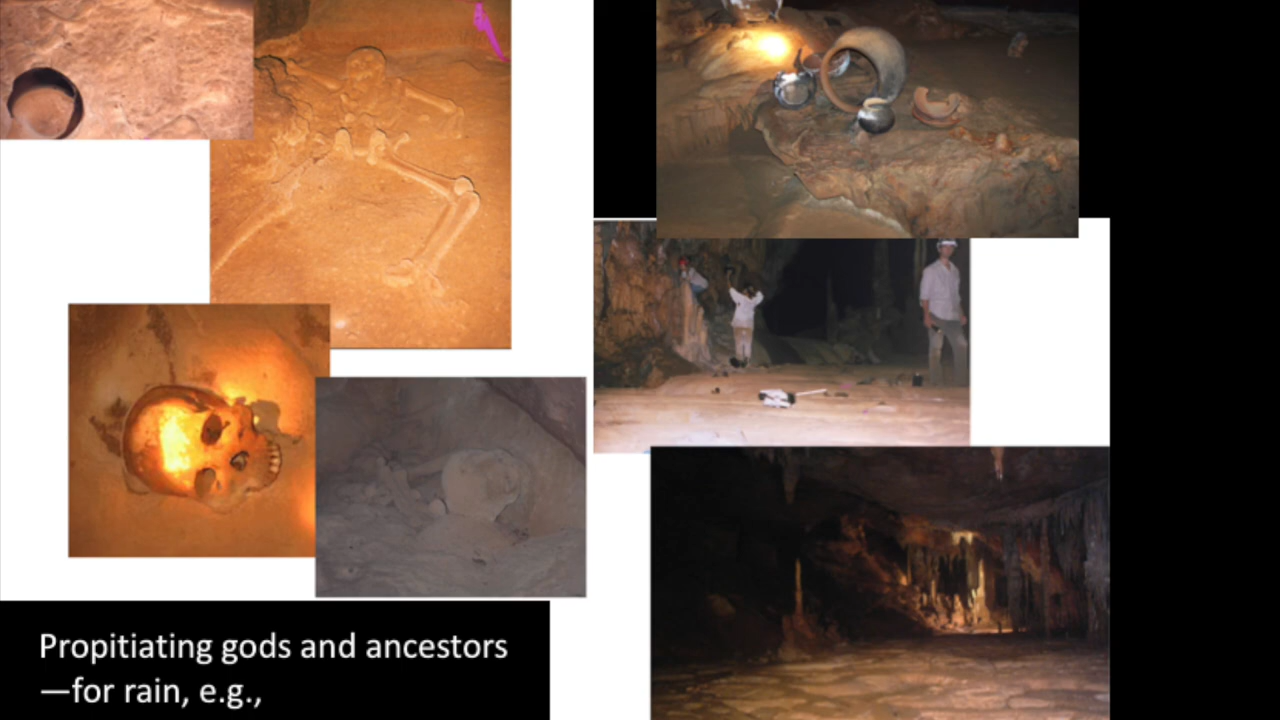 Propitiating gods and ancestors
—for rain, e.g.,